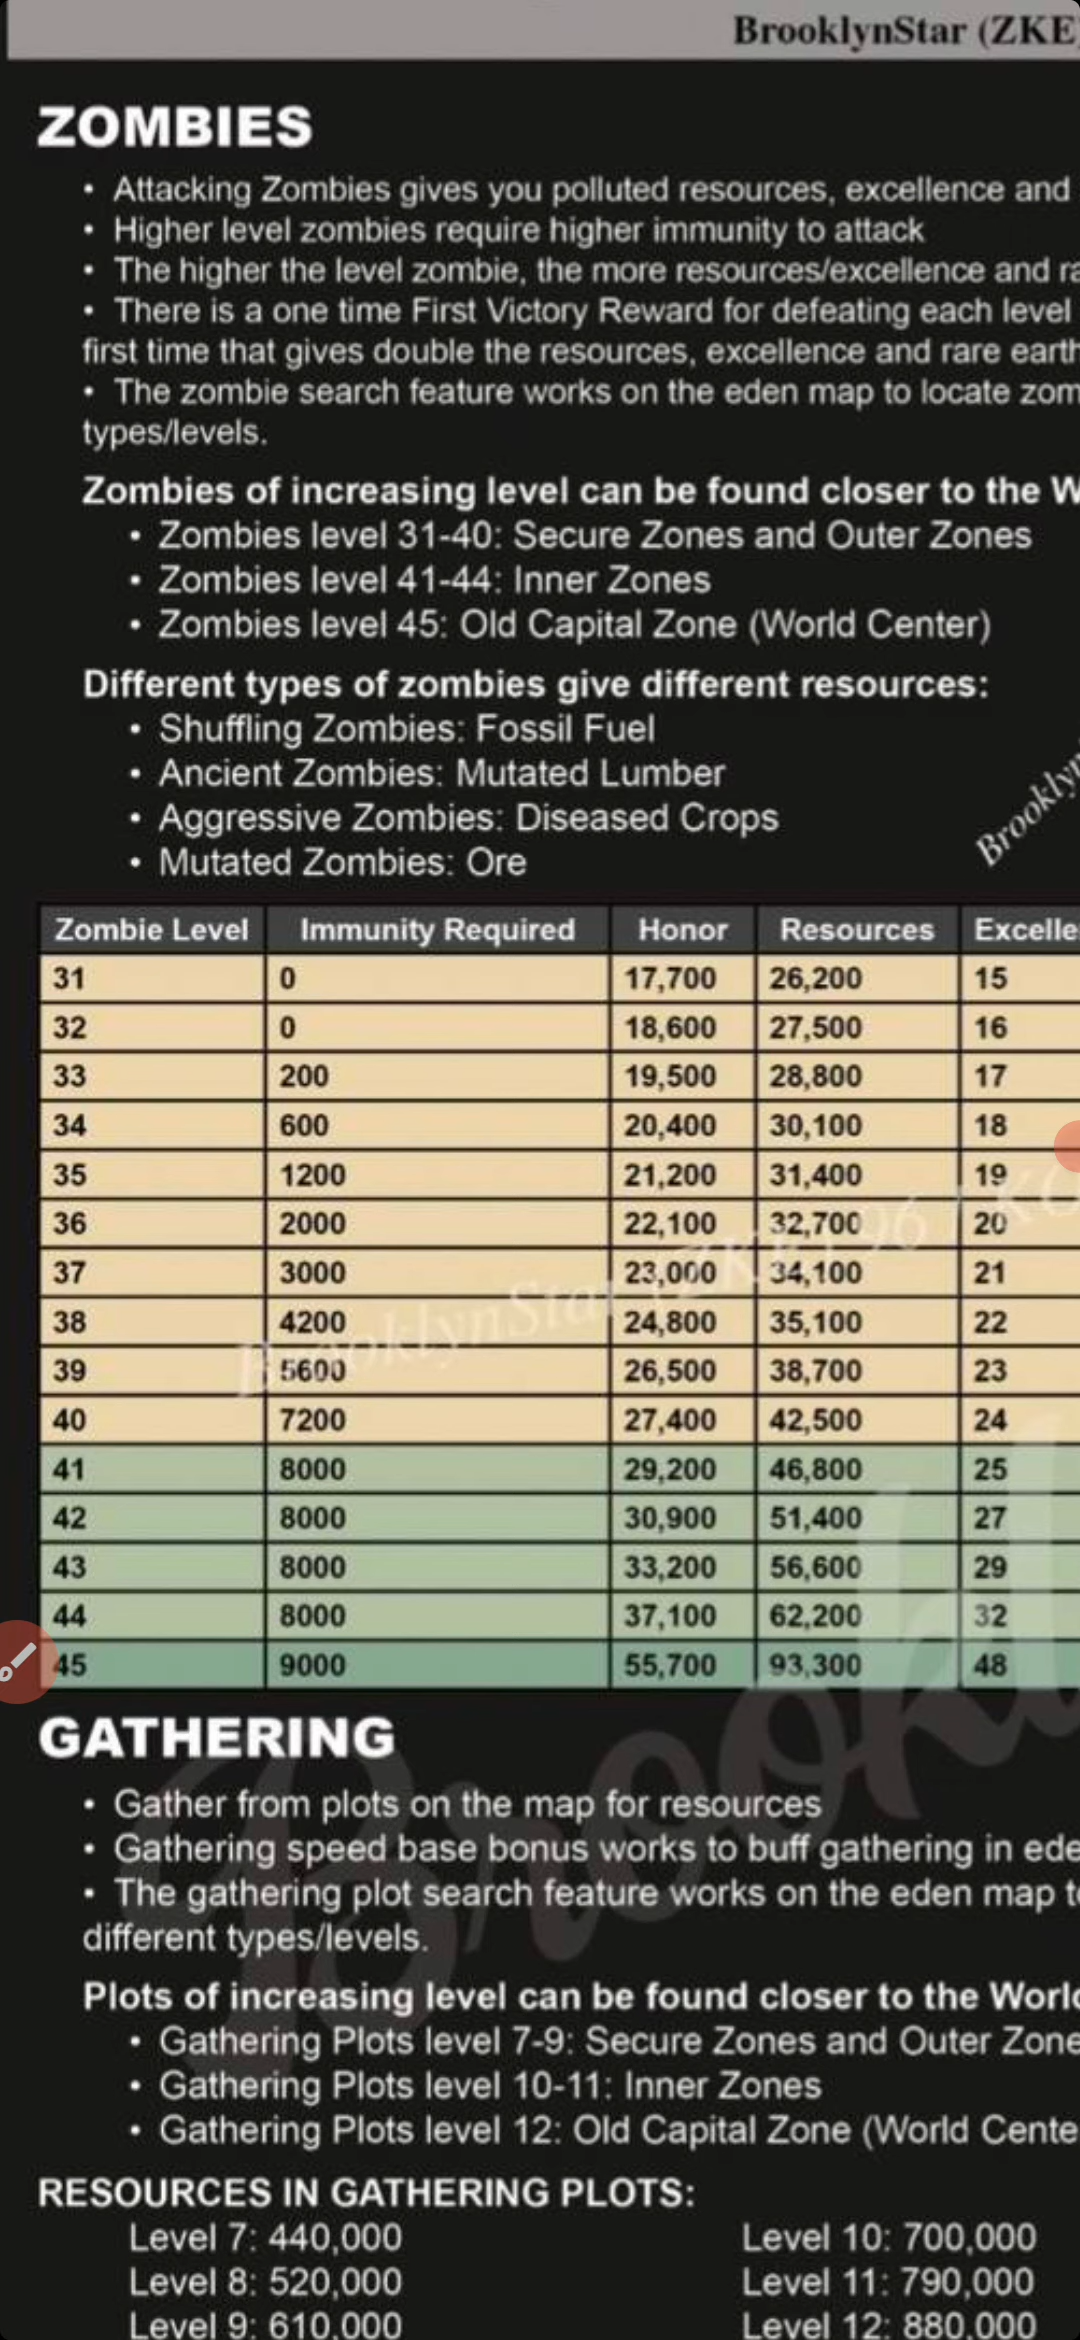 BrooklynStar (ZKE
ZOMBIES
• Attacking Zombies gives you polluted resources, excellence and
• Higher level zombies require higher immunity to attack
• The higher the level zombie, the more resources/excellence and ra
• There is a one time First Victory Reward for defeating each level
first time that gives double the resources, excellence and rare earth
• The zombie search feature works on the eden map to locate zom
types/levels.
Zombies of increasing level can be found closer to the W
• Zombies level 31-40: Secure Zones and Outer Zones
• Zombies level 41-44: Inner Zones
• Zombies level 45: Old Capital Zone (World Center)
Different types of zombies give different resources:
• Shuffling Zombies: Fossil Fuel
• Ancient Zombies: Mutated Lumber
• Aggressive Zombies: Diseased Crops
• Mutated Zombies: Ore
Brooklyn
Zombie Level Immunity Required Honor Resources Excelle
31 0 17,700 26,200 15
32 0 18,600 27,500 16
33 200 19,500 28,800 17
34 600 20,400 30,100 18
35 1200 21,200 31,400 19
36 2000 22,100 32,700 20
37 3000 23,000 34,100 21
38 4200 24,800 35,100 22
39 5600 26,500 38,700 23
40 7200 27,400 42,500 24
41 8000 29,200 46,800 25
42 8000 30,900 51,400 27
43 8000 33,200 56,600 29
44 8000 37,100 62,200 32
45 9000 55,700 93,300 48
BrooklynStar (ZKE) 96 / KO
GATHERING
• Gather from plots on the map for resources
• Gathering speed base bonus works to buff gathering in ede
• The gathering plot search feature works on the eden map to
different types/levels.
Plots of increasing level can be found closer to the World
• Gathering Plots level 7-9: Secure Zones and Outer Zone
• Gathering Plots level 10-11: Inner Zones
• Gathering Plots level 12: Old Capital Zone (World Cente
Brookl
RESOURCES IN GATHERING PLOTS:
Level 7: 440,000 Level 10: 700,000
Level 8: 520,000 Level 11: 790,000
Level 9: 610,000 Level 12: 880,000